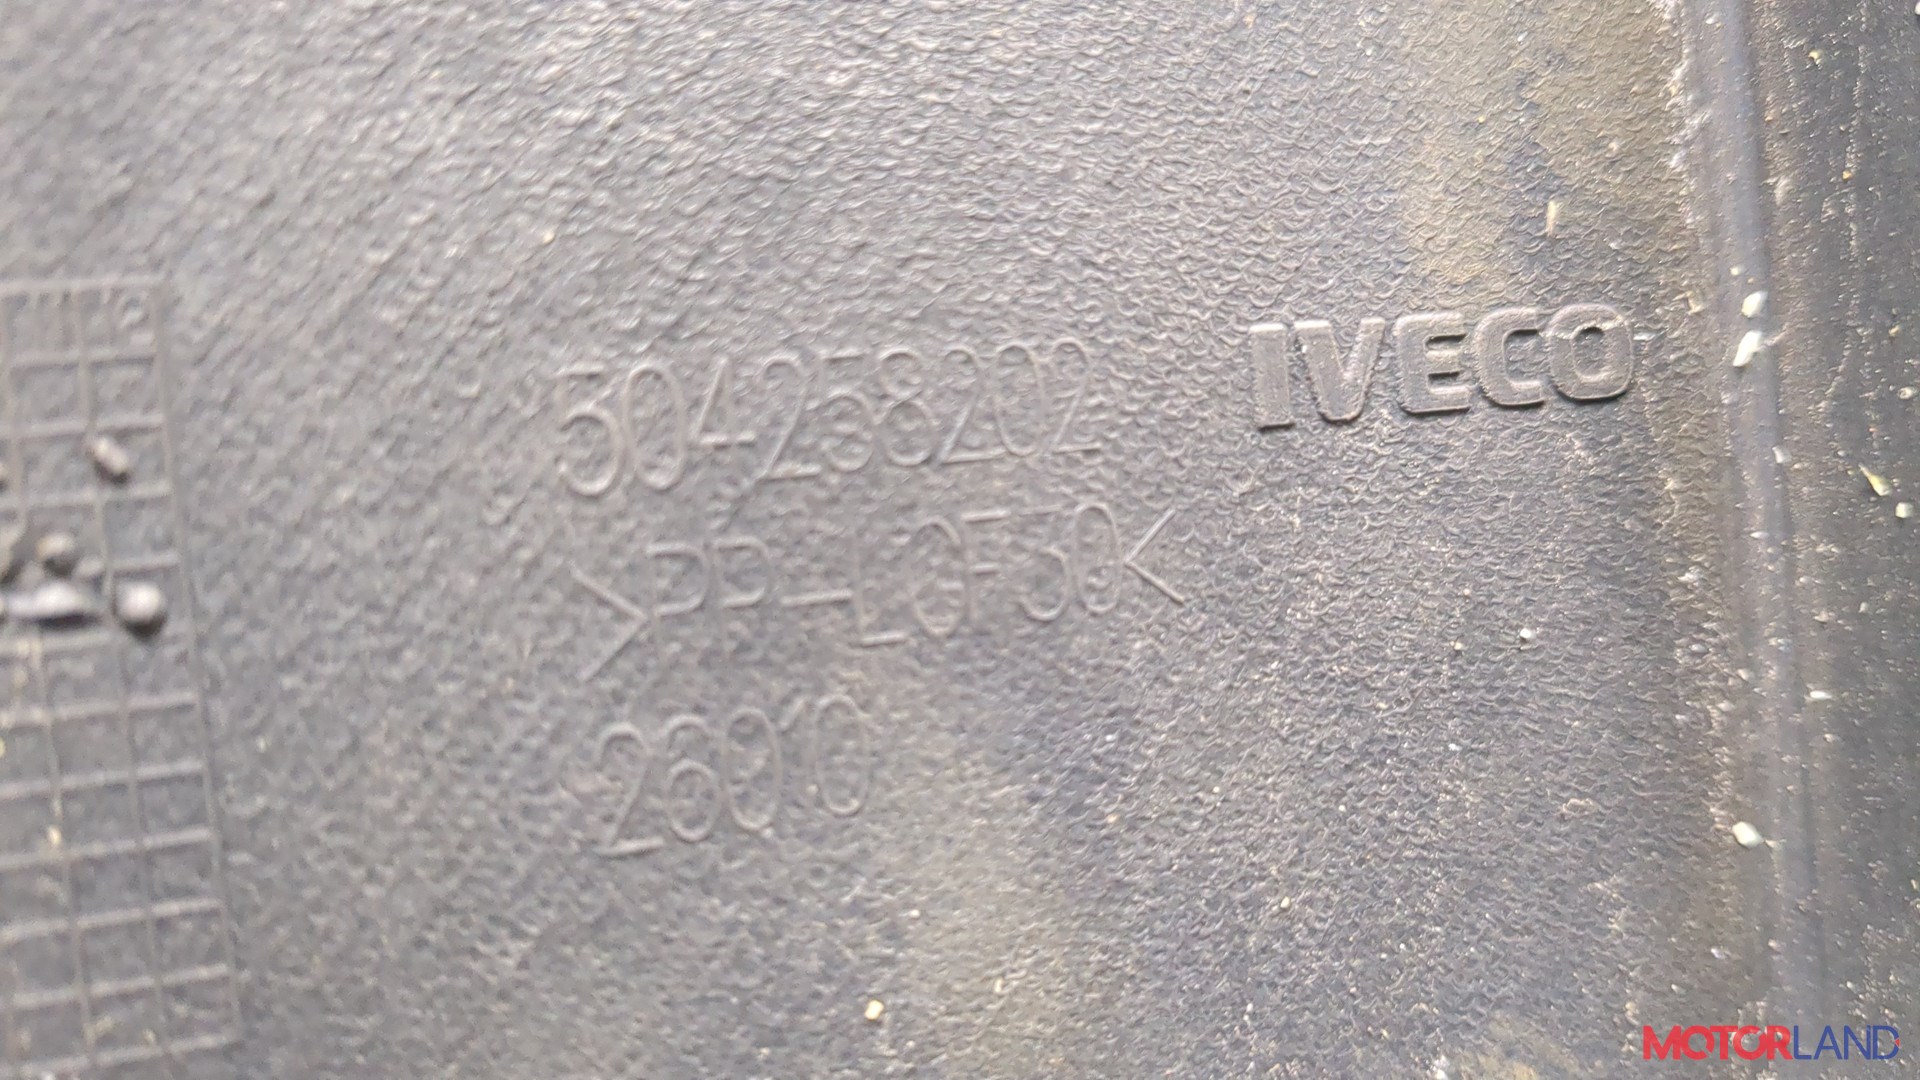 IVECO
504258202
>PP-LGF30<
26010
MOTORLAND